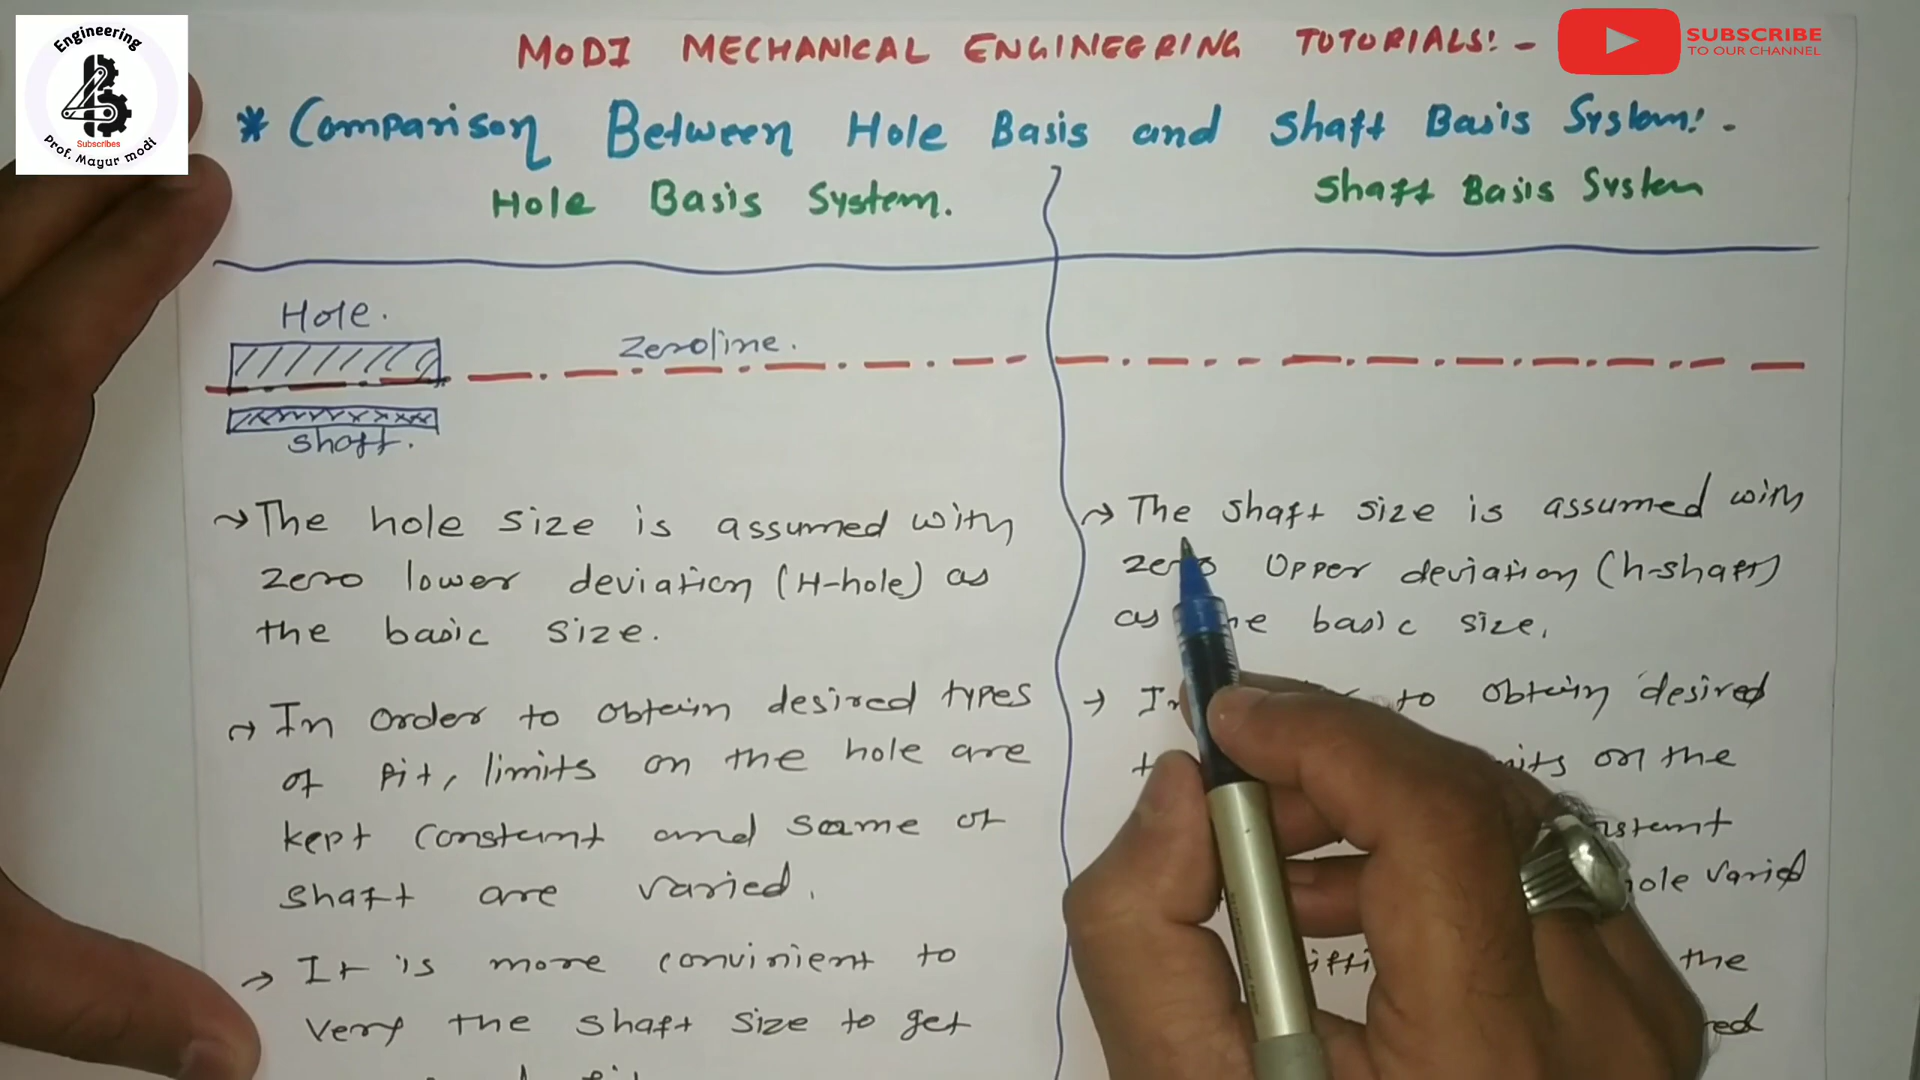 Engineering
Subscribes
Prof. Mayur modi
MODI MECHANICAL ENGINEERING TUTORIALS:-
SUBSCRIBE
TO OUR CHANNEL
* Comparison Between Hole Basis and Shaft Basis System:-
Hole Basis System.
Hole.
Zero line.
Shaft.
→ The hole size is assumed with
zero lower deviation (H-hole) as
the basic size.
→ In order to obtain desired types
of fit, limits on the hole are
kept constant and same of
shaft are varied.
→ It is more convinient to
very the shaft size to get
Shaft Basis System
→ The shaft size is assumed with
zero upper deviation (h-shaft)
as the basic size.
→ In to obtain desired
on the
hole varied
the